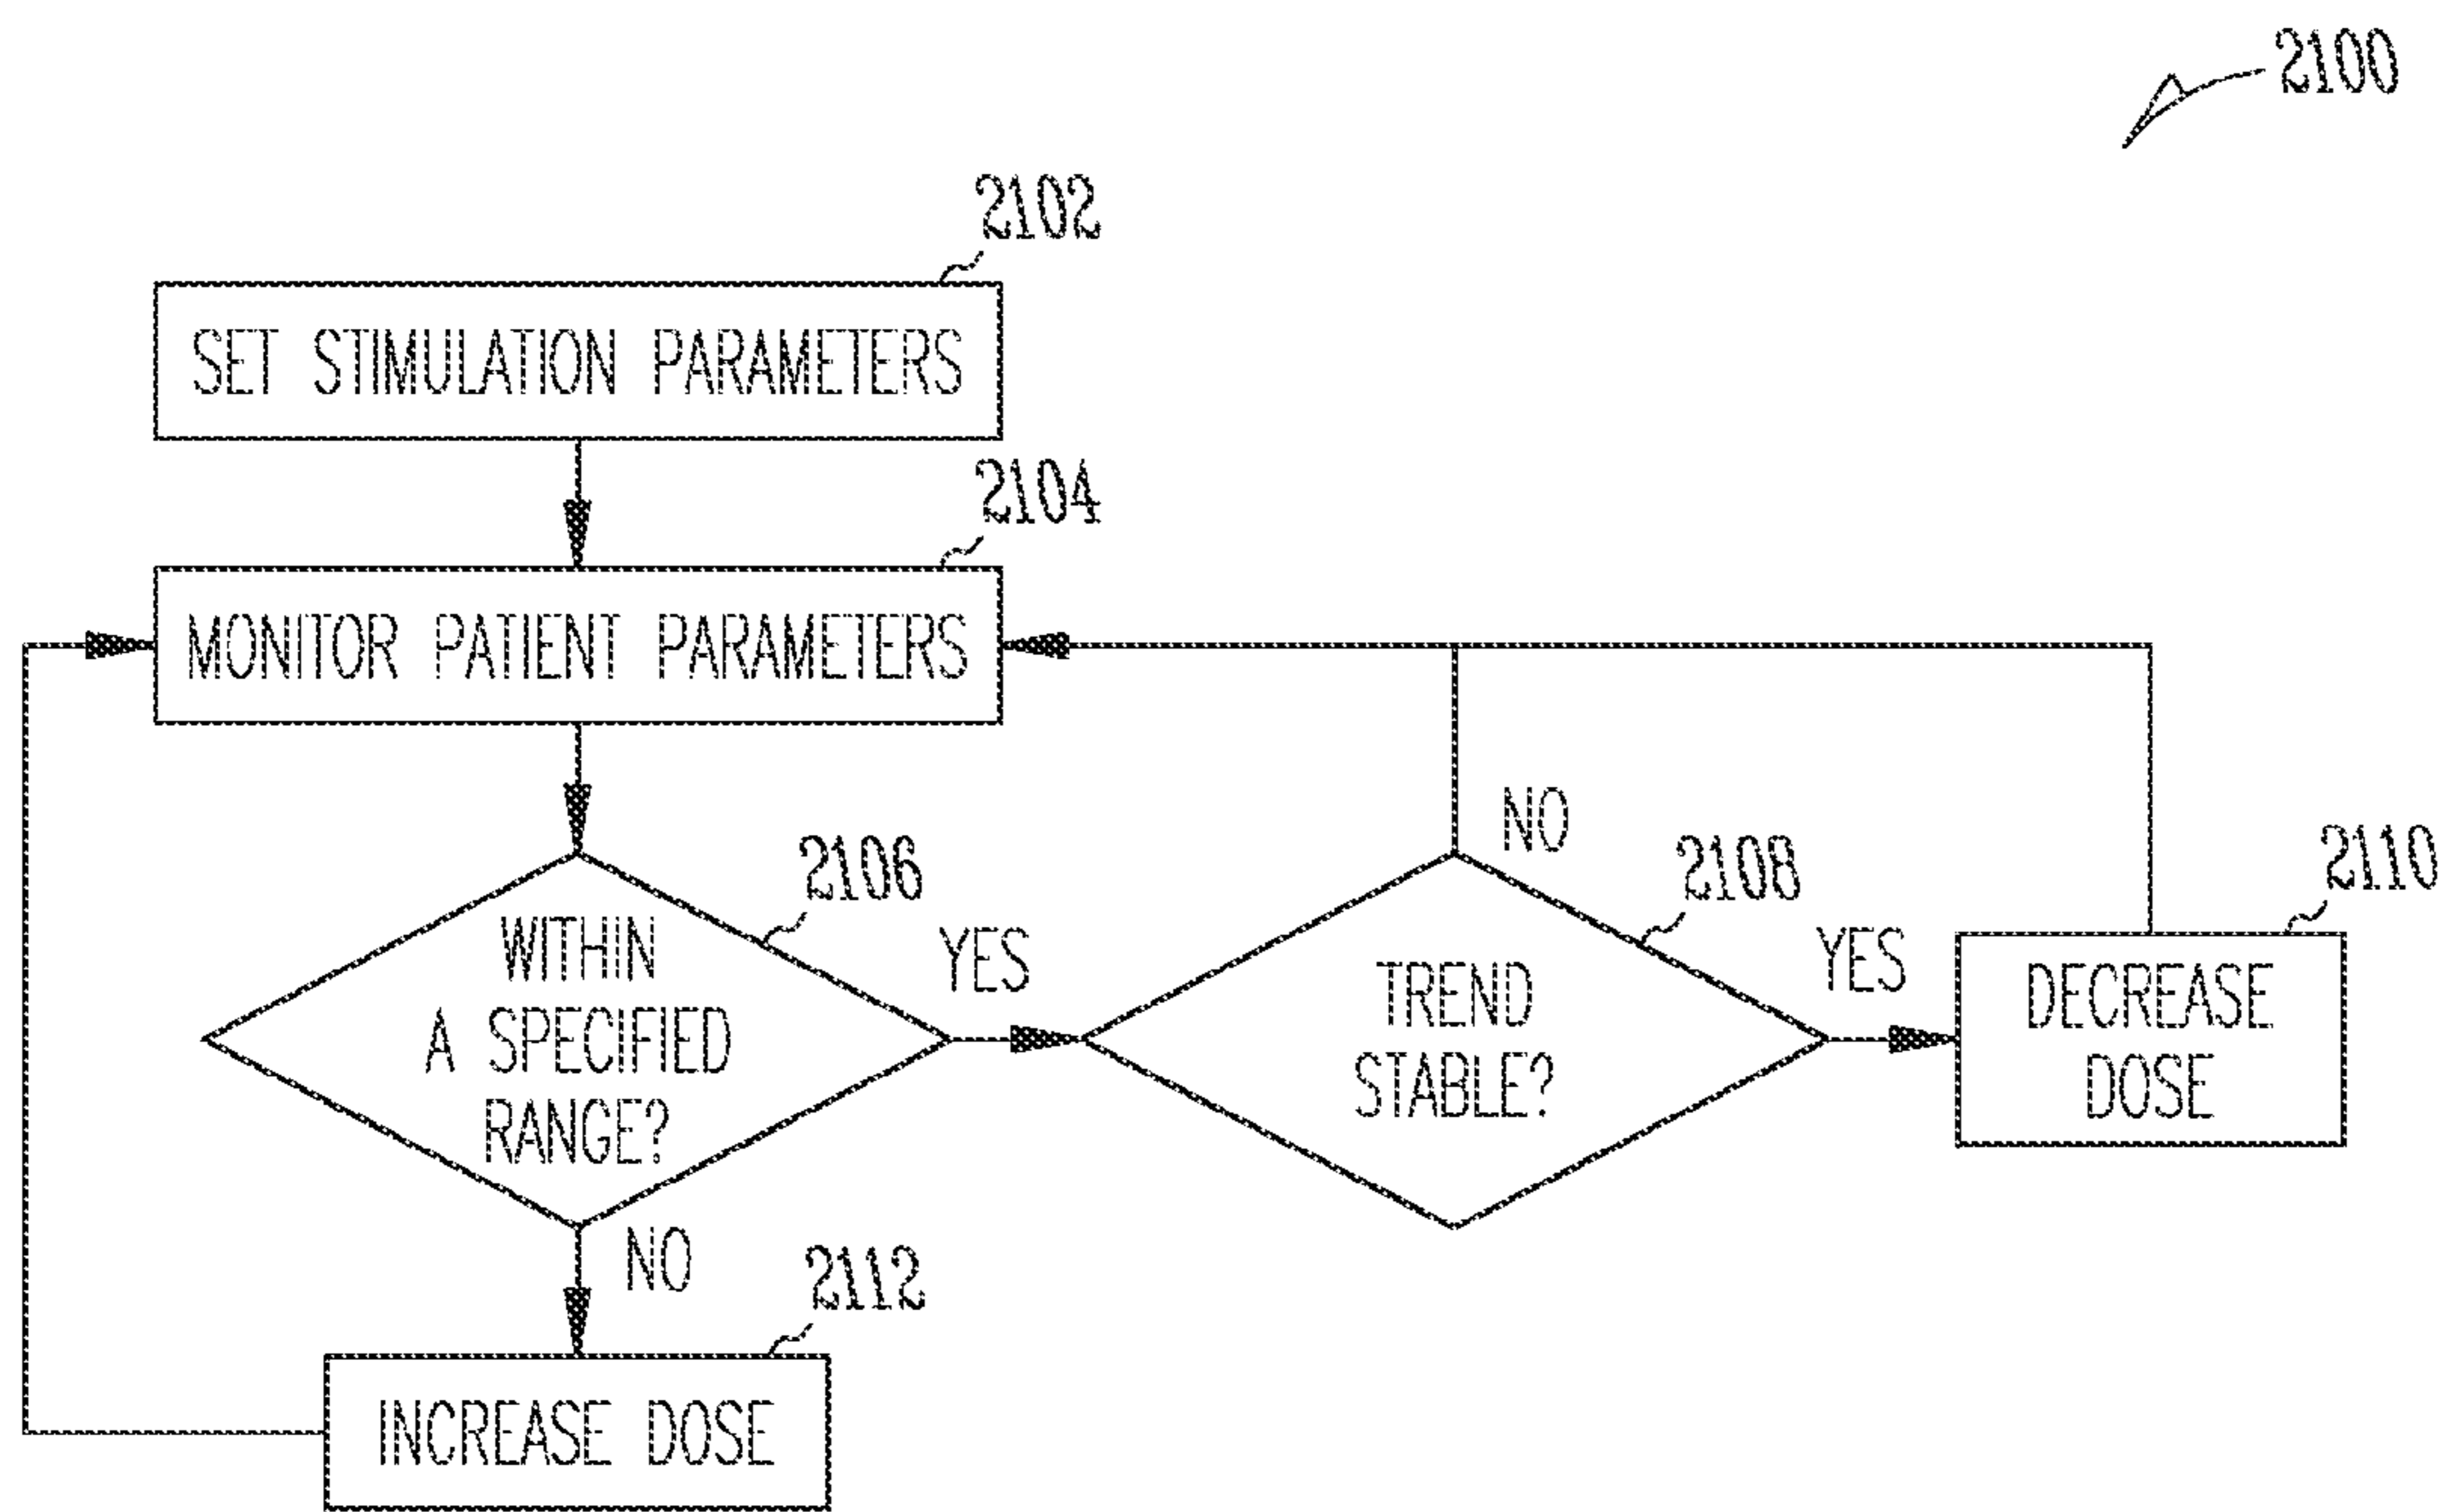 2100
2102
SET STIMULATION PARAMETERS
2104
MONITOR PATIENT PARAMETERS
2106
WITHIN
A SPECIFIED
RANGE?
YES
NO
2108
TREND
STABLE?
NO
YES
2110
DECREASE
DOSE
2112
INCREASE DOSE